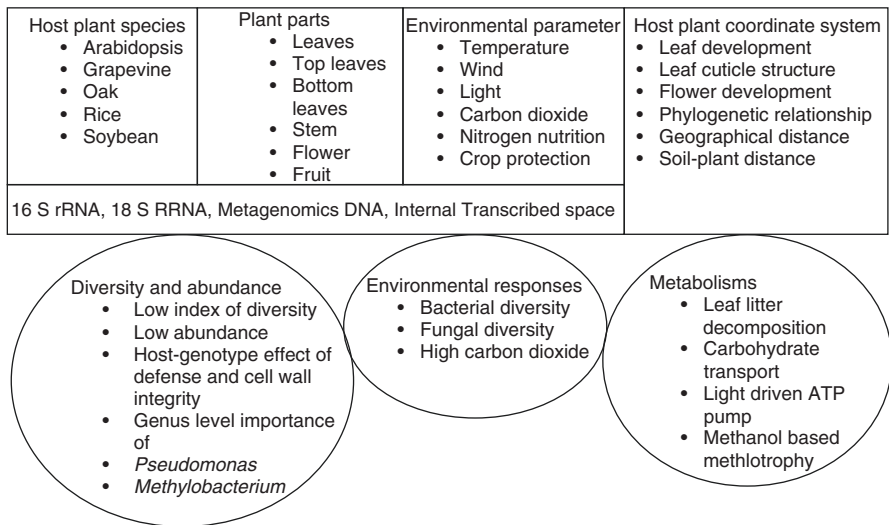 Host plant species
• Arabidopsis
• Grapevine
• Oak
• Rice
• Soybean
Plant parts
• Leaves
• Top leaves
• Bottom
leaves
• Stem
• Flower
• Fruit
Environmental parameter
• Temperature
• Wind
• Light
• Carbon dioxide
• Nitrogen nutrition
• Crop protection
Host plant coordinate system
• Leaf development
• Leaf cuticle structure
• Flower development
• Phylogenetic relationship
• Geographical distance
• Soil-plant distance
16 S rRNA, 18 S RRNA, Metagenomics DNA, Internal Transcribed space
Diversity and abundance
• Low index of diversity
• Low abundance
• Host-genotype effect of
defense and cell wall
integrity
• Genus level importance
of
• Pseudomonas
• Methylobacterium
Environmental responses
• Bacterial diversity
• Fungal diversity
• High carbon dioxide
Metabolisms
• Leaf litter
decomposition
• Carbohydrate
transport
• Light driven ATP
pump
• Methanol based
methlotrophy